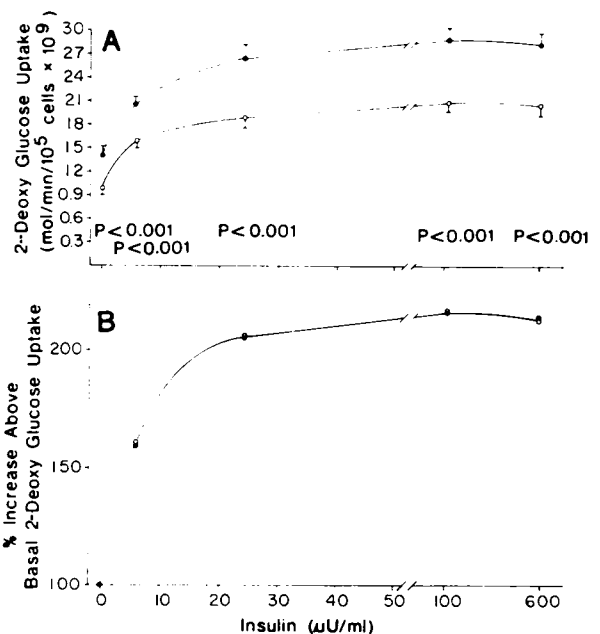 A
2-Deoxy Glucose Uptake
(mol/min/10⁵ cells × 10⁹)
30
27
24
21
18
15
12
0.9
0.6
0.3
P<0.001
P<0.001
P<0.001
P<0.001
P<0.001
B
% Increase Above
Basal 2-Deoxy Glucose Uptake
200
150
100
0
10
20
30
40
50
100
600
Insulin (μU/ml)